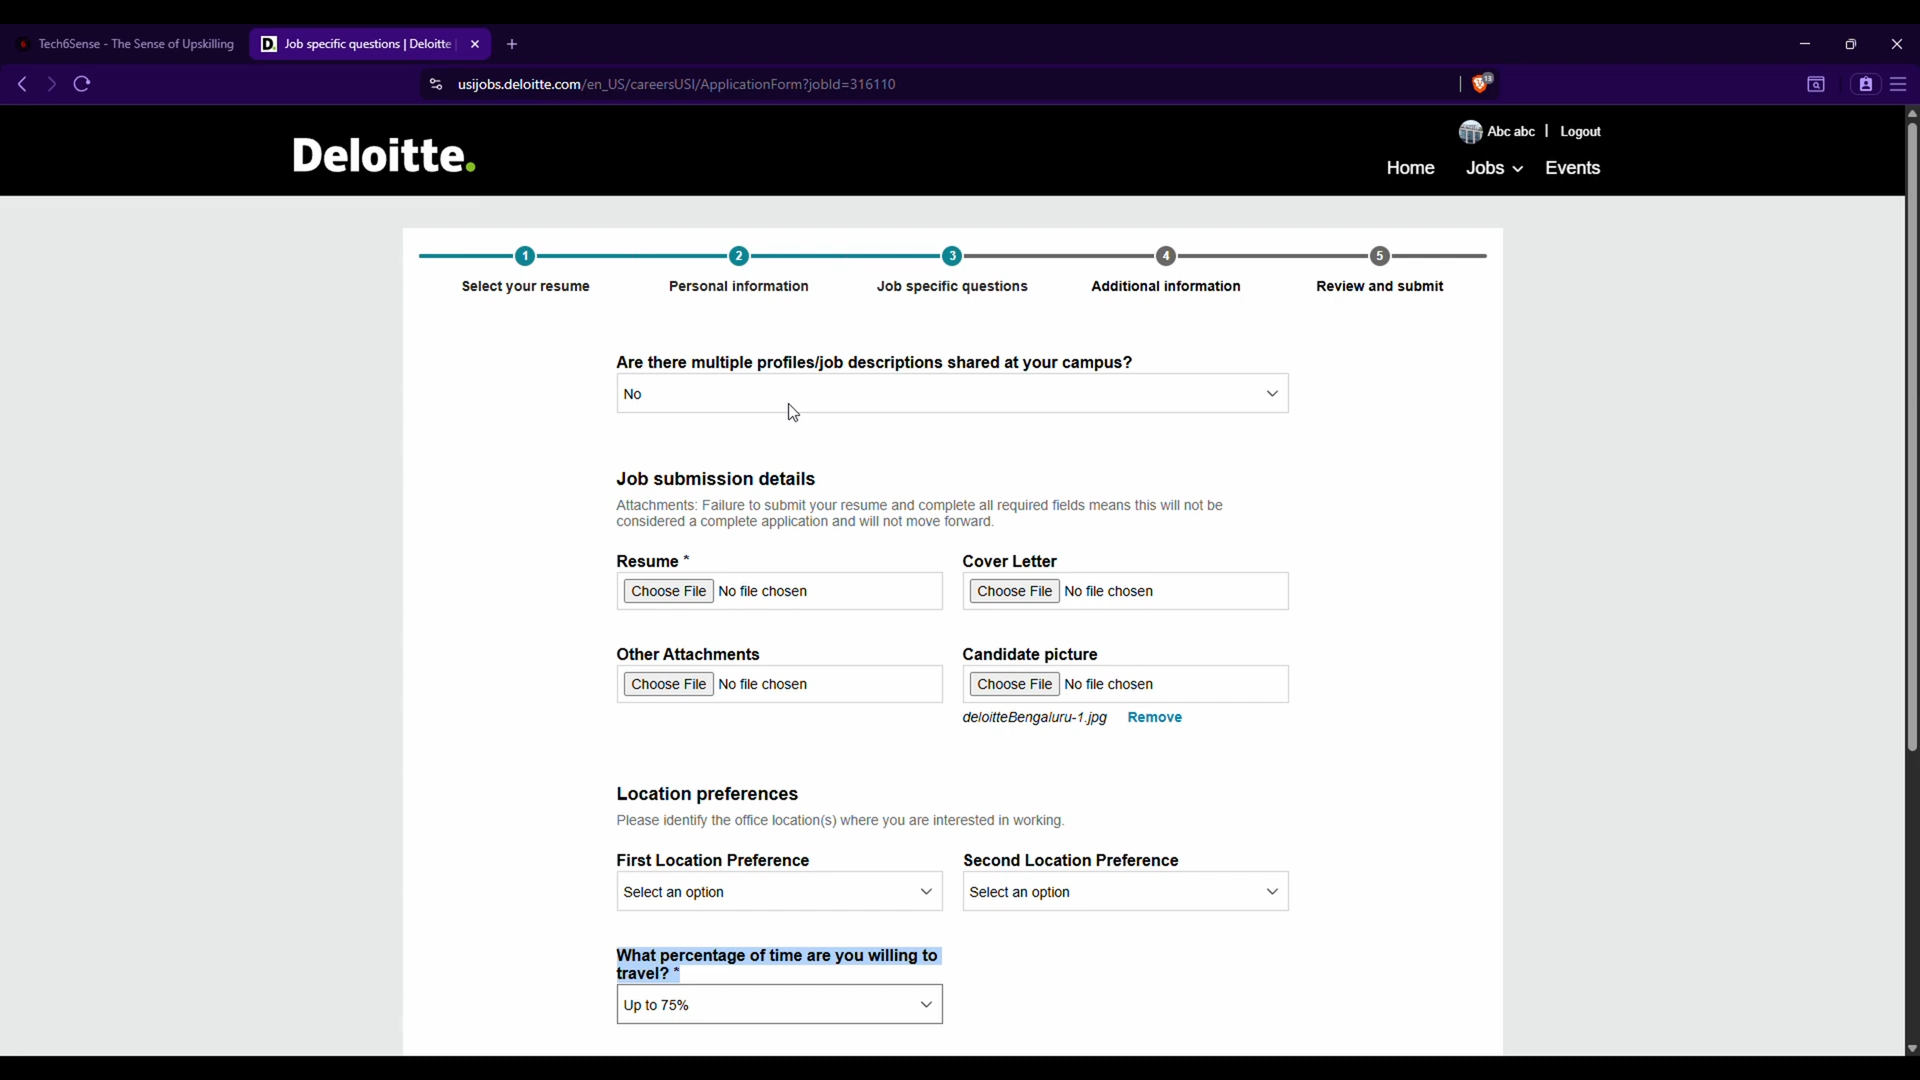 Tech6Sense - The Sense of Upskilling
Job specific questions | Deloitte
usijobs.deloitte.com/en_US/careersUSI/ApplicationForm?jobId=316110
13
Abc abc | Logout
Deloitte.
Home Jobs Events
1 2 3 4 5
Select your resume Personal information Job specific questions Additional information Review and submit
Are there multiple profiles/job descriptions shared at your campus?
No
Job submission details
Attachments: Failure to submit your resume and complete all required fields means this will not be
considered a complete application and will not move forward.
Resume * Cover Letter
Choose File No file chosen Choose File No file chosen
Other Attachments Candidate picture
Choose File No file chosen Choose File No file chosen
deloitteBengaluru-1.jpg Remove
Location preferences
Please identify the office location(s) where you are interested in working.
First Location Preference Second Location Preference
Select an option Select an option
What percentage of time are you willing to
travel? *
Up to 75%